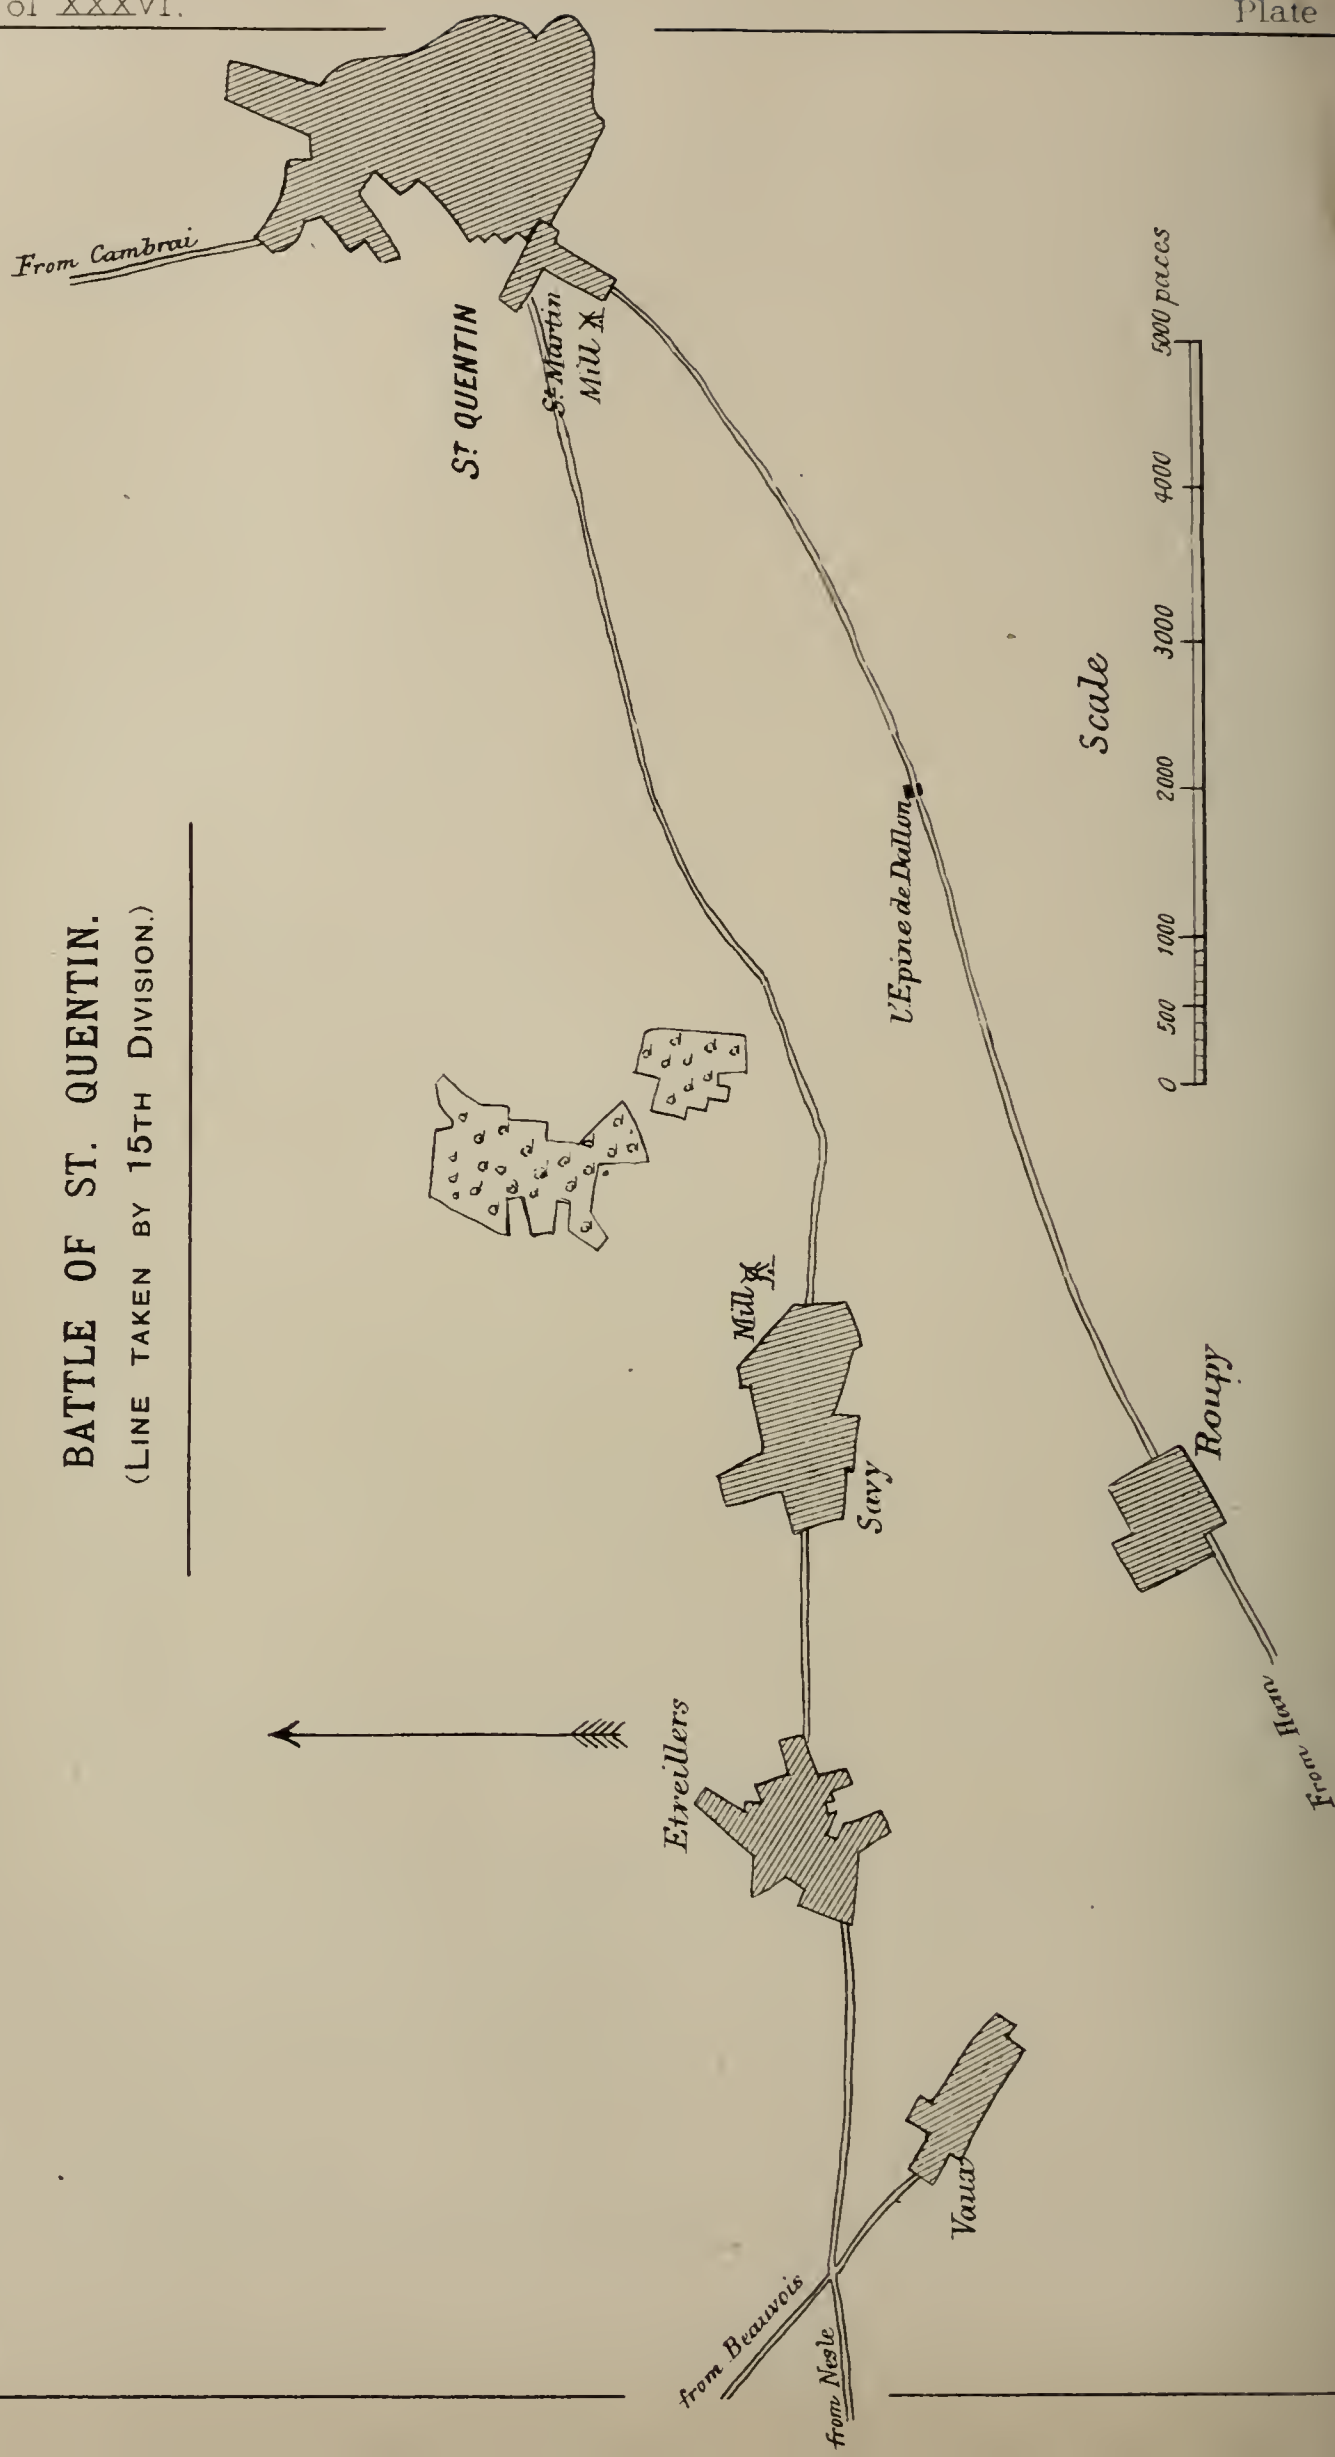 of XXXVI.
Plate
BATTLE OF ST. QUENTIN.
(LINE TAKEN BY 15TH DIVISION.)
From Cambrai
ST QUENTIN
St. Martin
Mill
L'Epine de Dallon
Mill
Savy
Etreillers
Vaux
from Beauvois
from Nesle
Roupy
From Ham
Scale
0 500 1000 2000 3000 4000 5000 paces